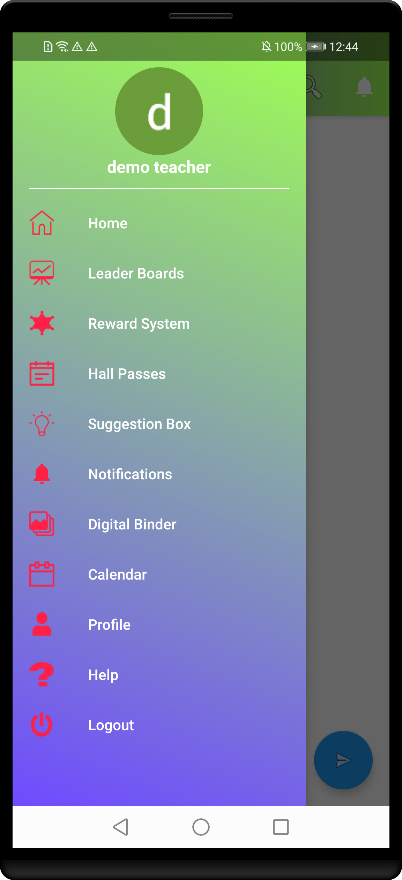 100% 12:44
d
demo teacher
Home
Leader Boards
Reward System
Hall Passes
Suggestion Box
Notifications
Digital Binder
Calendar
Profile
Help
Logout